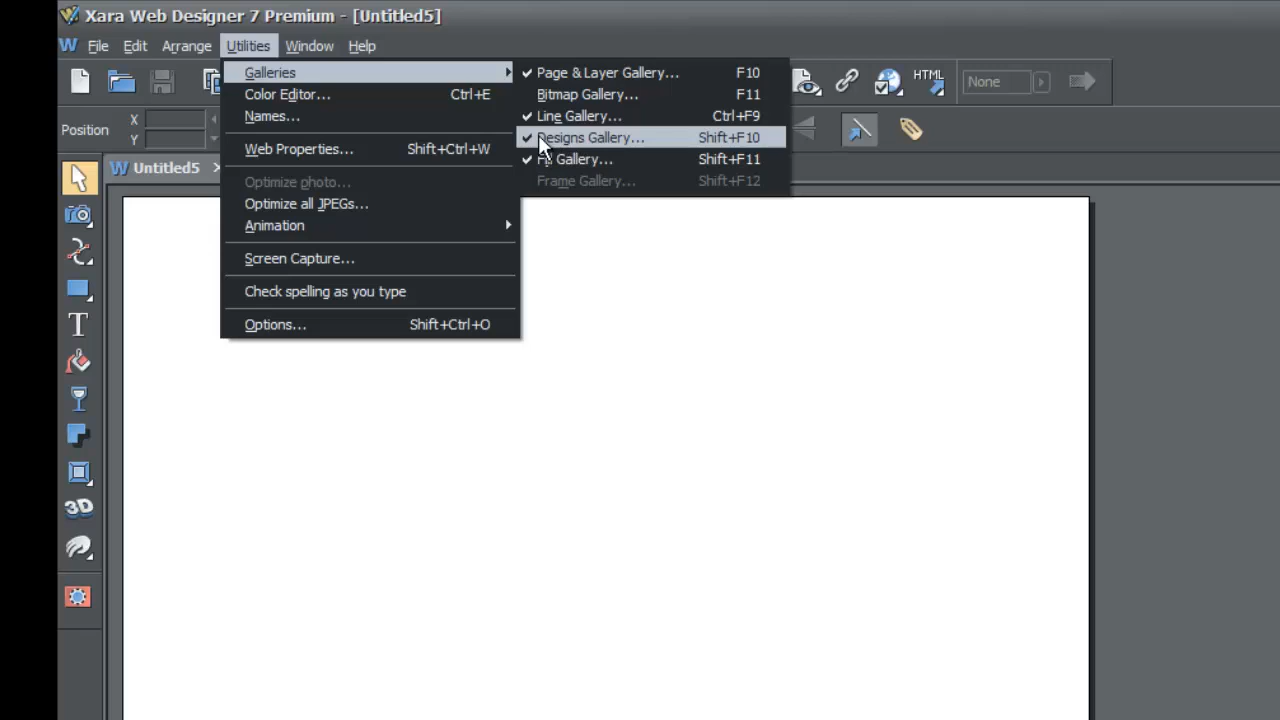 Xara Web Designer 7 Premium - [Untitled5]
W File Edit Arrange Utilities Window Help
HTML
None
Position
X
Y
W Untitled5
T
3D
Galleries
Color Editor... Ctrl+E
Names...
Web Properties... Shift+Ctrl+W
Optimize photo...
Optimize all JPEGs...
Animation
Screen Capture...
Check spelling as you type
Options... Shift+Ctrl+O
Page & Layer Gallery... F10
Bitmap Gallery... F11
Line Gallery... Ctrl+F9
Designs Gallery... Shift+F10
Gallery... Shift+F11
Frame Gallery... Shift+F12